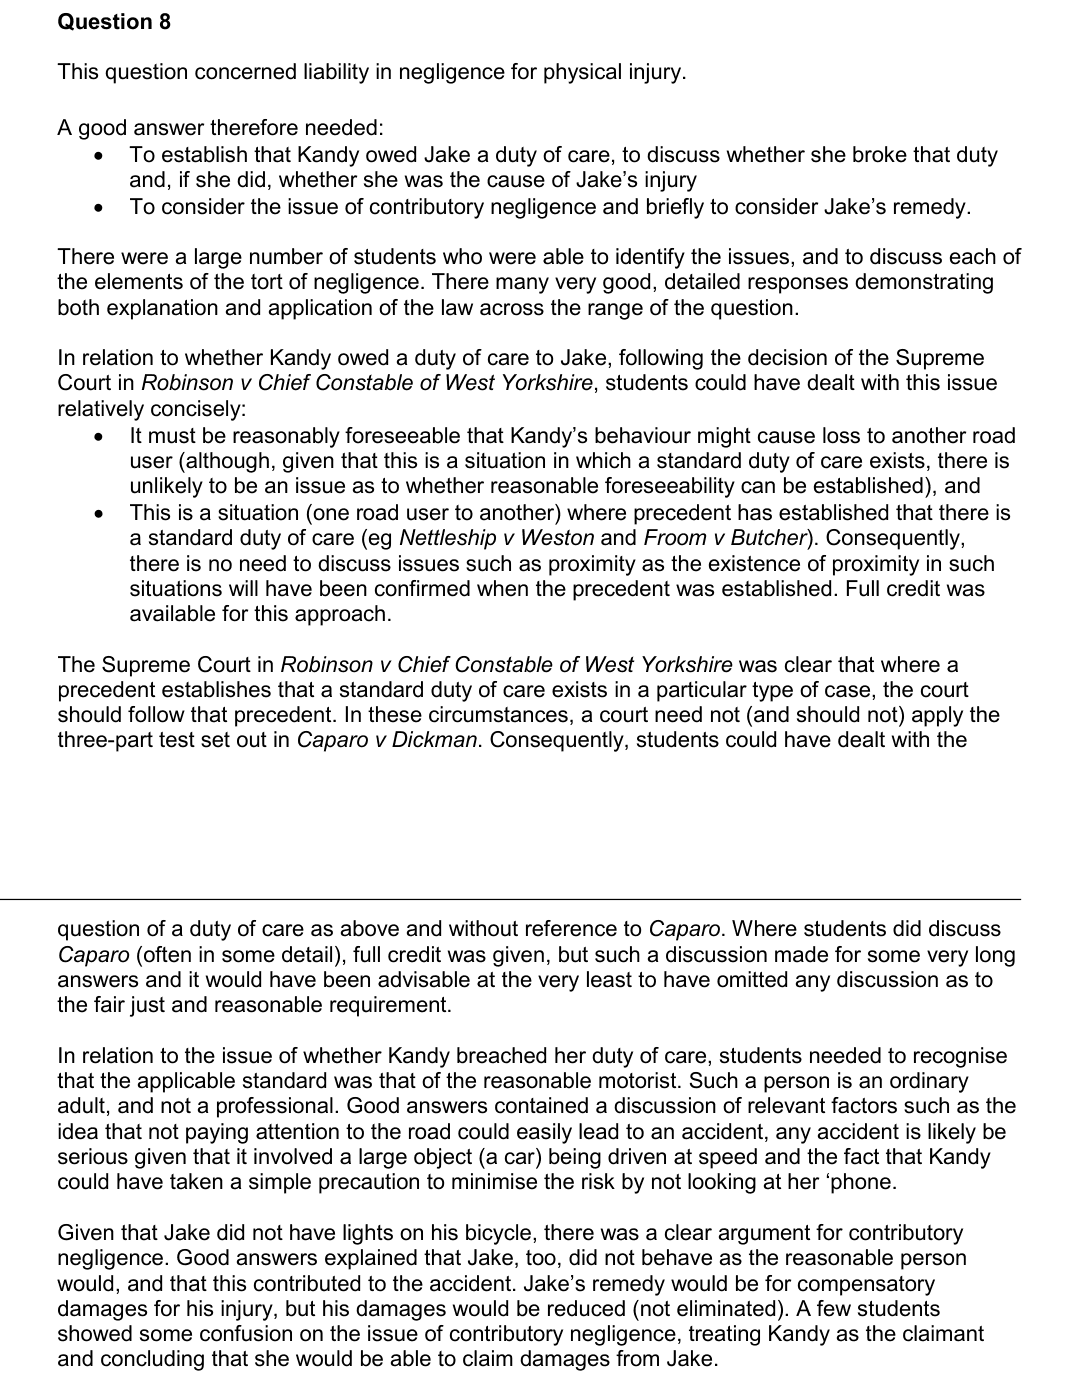 Question 8
This question concerned liability in negligence for physical injury.
A good answer therefore needed:
• To establish that Kandy owed Jake a duty of care, to discuss whether she broke that duty
and, if she did, whether she was the cause of Jake’s injury
• To consider the issue of contributory negligence and briefly to consider Jake’s remedy.
There were a large number of students who were able to identify the issues, and to discuss each of
the elements of the tort of negligence. There many very good, detailed responses demonstrating
both explanation and application of the law across the range of the question.
In relation to whether Kandy owed a duty of care to Jake, following the decision of the Supreme
Court in Robinson v Chief Constable of West Yorkshire, students could have dealt with this issue
relatively concisely:
• It must be reasonably foreseeable that Kandy’s behaviour might cause loss to another road
user (although, given that this is a situation in which a standard duty of care exists, there is
unlikely to be an issue as to whether reasonable foreseeability can be established), and
• This is a situation (one road user to another) where precedent has established that there is
a standard duty of care (eg Nettleship v Weston and Froom v Butcher). Consequently,
there is no need to discuss issues such as proximity as the existence of proximity in such
situations will have been confirmed when the precedent was established. Full credit was
available for this approach.
The Supreme Court in Robinson v Chief Constable of West Yorkshire was clear that where a
precedent establishes that a standard duty of care exists in a particular type of case, the court
should follow that precedent. In these circumstances, a court need not (and should not) apply the
three-part test set out in Caparo v Dickman. Consequently, students could have dealt with the
question of a duty of care as above and without reference to Caparo. Where students did discuss
Caparo (often in some detail), full credit was given, but such a discussion made for some very long
answers and it would have been advisable at the very least to have omitted any discussion as to
the fair just and reasonable requirement.
In relation to the issue of whether Kandy breached her duty of care, students needed to recognise
that the applicable standard was that of the reasonable motorist. Such a person is an ordinary
adult, and not a professional. Good answers contained a discussion of relevant factors such as the
idea that not paying attention to the road could easily lead to an accident, any accident is likely be
serious given that it involved a large object (a car) being driven at speed and the fact that Kandy
could have taken a simple precaution to minimise the risk by not looking at her ‘phone.
Given that Jake did not have lights on his bicycle, there was a clear argument for contributory
negligence. Good answers explained that Jake, too, did not behave as the reasonable person
would, and that this contributed to the accident. Jake’s remedy would be for compensatory
damages for his injury, but his damages would be reduced (not eliminated). A few students
showed some confusion on the issue of contributory negligence, treating Kandy as the claimant
and concluding that she would be able to claim damages from Jake.